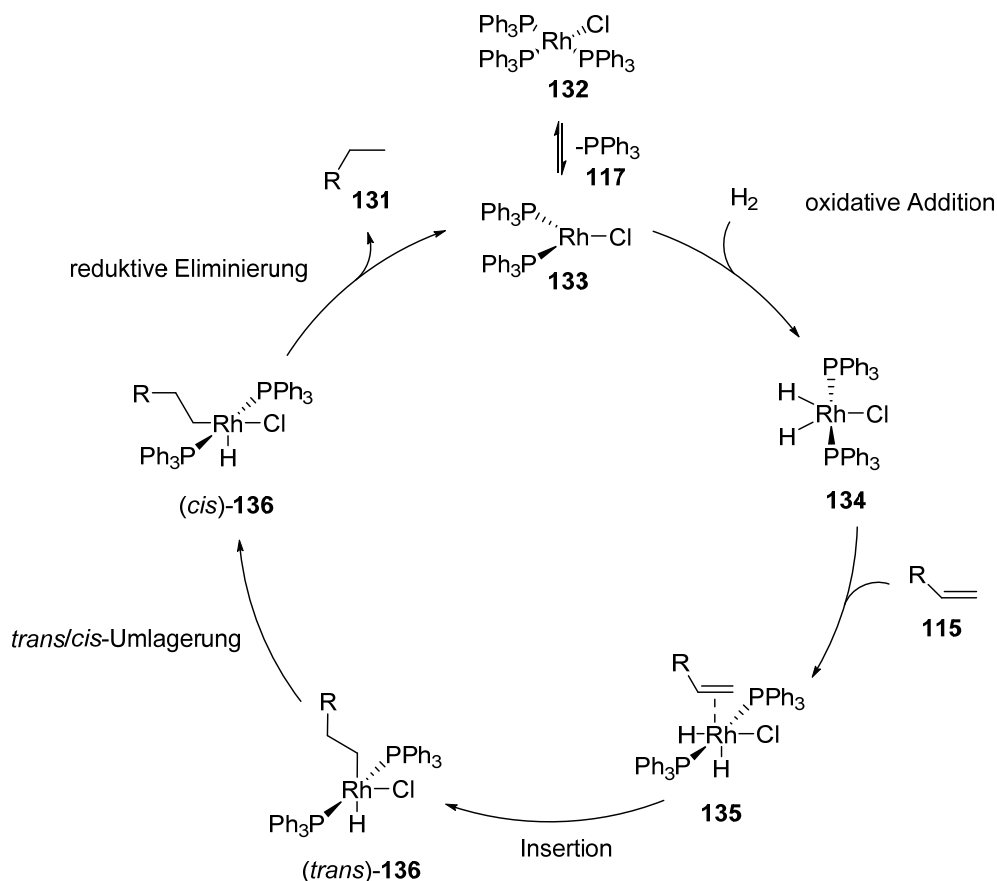 Ph3P Cl
Rh
Ph3P PPh3
132
-PPh3
117
R 131
H2 oxidative Addition
Ph3P
Rh Cl
Ph3P
133
reduktive Eliminierung
PPh3
H
Rh Cl
H
PPh3
134
R
PPh3
Rh Cl
Ph3P H
(cis)-136
R
115
trans/cis-Umlagerung
R
PPh3
H Rh Cl
Ph3P H
135
R
PPh3
Rh Cl
Ph3P H
(trans)-136
Insertion